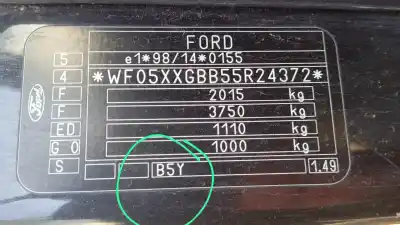 FORD
5 e1*98/14*0155
4 *WF05XXGBB55R24372*
F 2015 kg
F 3750 kg
ED 1110 kg
G O 1000 kg
S B5Y 1.49
Ford